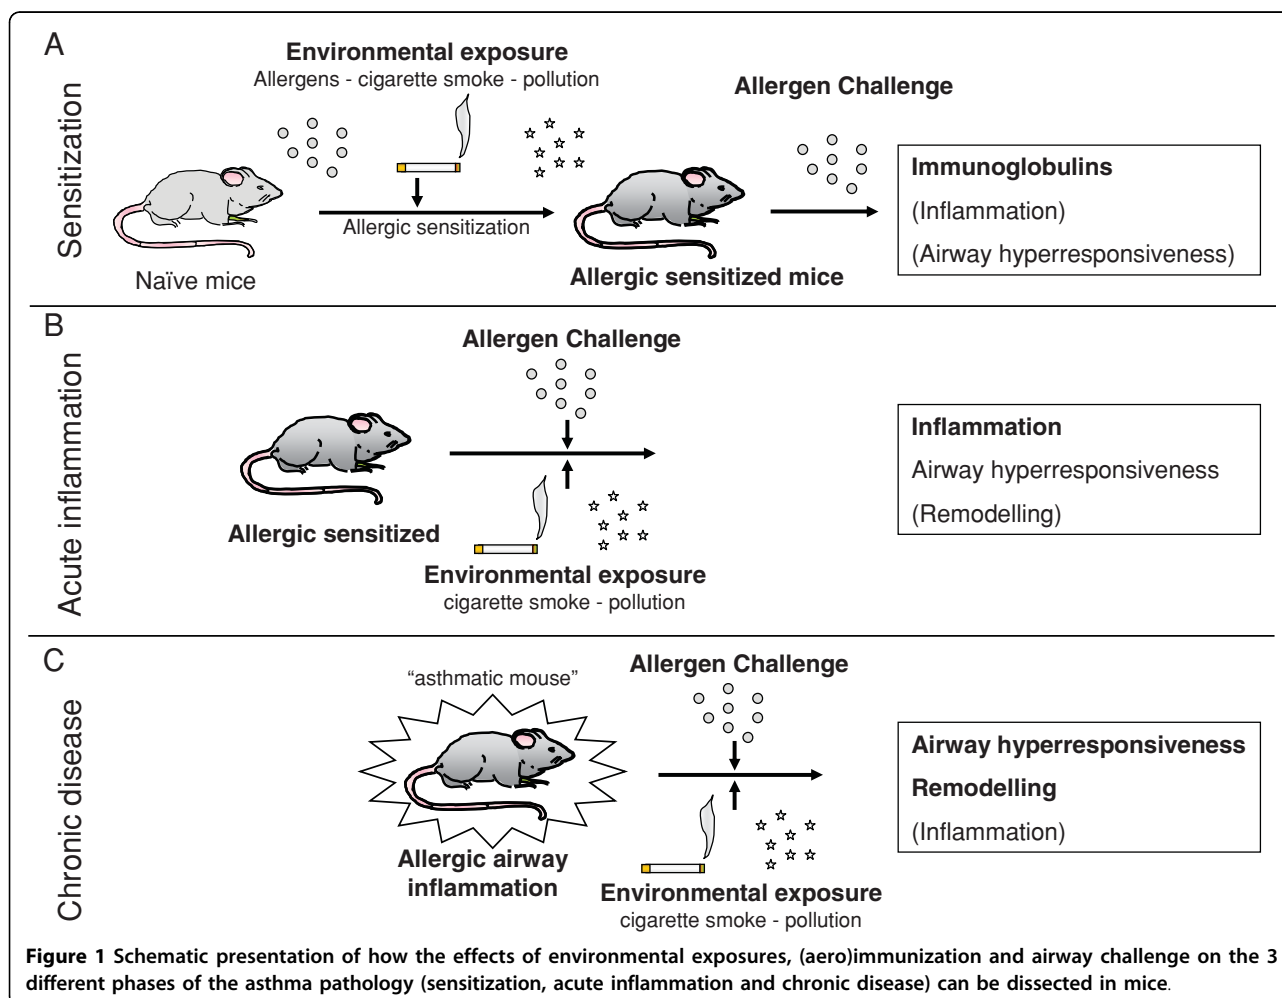 A
Sensitization
Environmental exposure
Allergens - cigarette smoke - pollution
Allergic sensitization
Naïve mice
Allergic sensitized mice
Allergen Challenge
Immunoglobulins
(Inflammation)
(Airway hyperresponsiveness)
B
Acute inflammation
Allergen Challenge
Allergic sensitized
Environmental exposure
cigarette smoke - pollution
Inflammation
Airway hyperresponsiveness
(Remodelling)
C
Chronic disease
“asthmatic mouse”
Allergic airway
inflammation
Allergen Challenge
Environmental exposure
cigarette smoke - pollution
Airway hyperresponsiveness
Remodelling
(Inflammation)
Figure 1 Schematic presentation of how the effects of environmental exposures, (aero)immunization and airway challenge on the 3
different phases of the asthma pathology (sensitization, acute inflammation and chronic disease) can be dissected in mice.